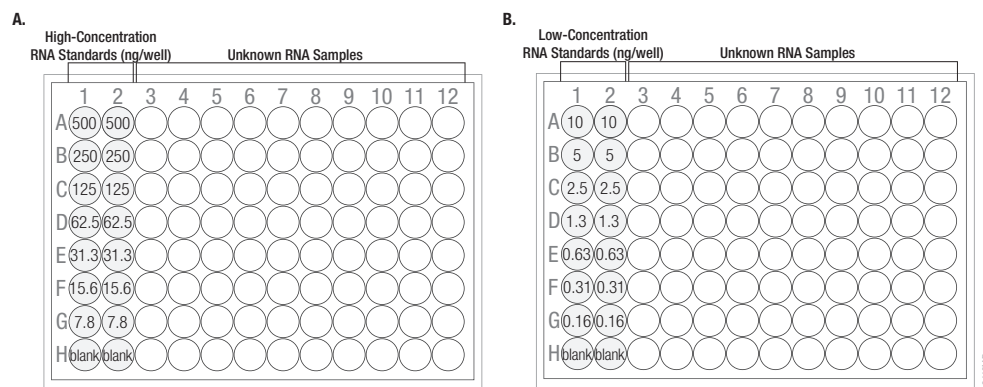 A.
High-Concentration
RNA Standards (ng/well)
Unknown RNA Samples
1 2 3 4 5 6 7 8 9 10 11 12
A 500 500
B 250 250
C 125 125
D 62.5 62.5
E 31.3 31.3
F 15.6 15.6
G 7.8 7.8
H blank blank
B.
Low-Concentration
RNA Standards (ng/well)
Unknown RNA Samples
1 2 3 4 5 6 7 8 9 10 11 12
A 10 10
B 5 5
C 2.5 2.5
D 1.3 1.3
E 0.63 0.63
F 0.31 0.31
G 0.16 0.16
H blank blank